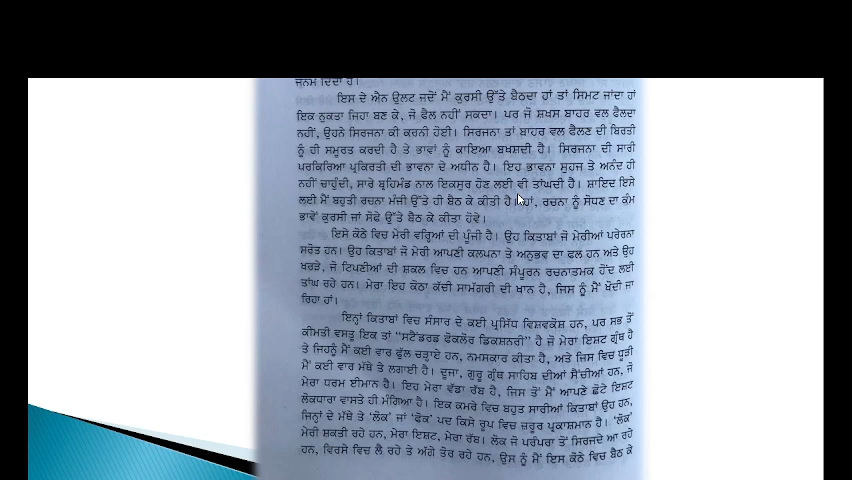 ਜਨਮ ਦਿੰਦਾ ਹੈ।
ਇਸ ਦੇ ਐਨ ਉਲਟ ਜਦੋਂ ਮੈਂ ਕੁਰਸੀ ਉੱਤੇ ਬੈਠਦਾ ਹਾਂ ਤਾਂ ਸਿਮਟ ਜਾਂਦਾ ਹਾਂ
ਇਕ ਨੁਕਤਾ ਜਿਹਾ ਬਣ ਕੇ, ਜੋ ਫੈਲ ਨਹੀਂ ਸਕਦਾ। ਪਰ ਜੋ ਸ਼ਖਸ ਬਾਹਰ ਵਲ ਫੈਲਦਾ
ਨਹੀਂ, ਉਹਨੇ ਸਿਰਜਨਾ ਕੀ ਕਰਨੀ ਹੋਈ। ਸਿਰਜਨਾ ਤਾਂ ਬਾਹਰ ਵਲ ਫੈਲਣ ਦੀ ਬਿਰਤੀ
ਨੂੰ ਹੀ ਸਮੂਰਤ ਕਰਦੀ ਹੈ ਤੇ ਭਾਵਾਂ ਨੂੰ ਕਾਇਆ ਬਖਸ਼ਦੀ ਹੈ। ਸਿਰਜਨਾ ਦੀ ਸਾਰੀ
ਪਰਕਿਰਿਆ ਪ੍ਰਕਿਰਤੀ ਦੀ ਭਾਵਨਾ ਦੇ ਅਧੀਨ ਹੈ। ਇਹ ਭਾਵਨਾ ਸੁਹਜ ਤੇ ਅਨੰਦ ਹੀ
ਨਹੀਂ ਚਾਹੁੰਦੀ, ਸਾਰੇ ਬ੍ਰਹਿਮੰਡ ਨਾਲ ਇਕਸੁਰ ਹੋਣ ਲਈ ਵੀ ਤਾਂਘਦੀ ਹੈ। ਸ਼ਾਇਦ ਇਸੇ
ਲਈ ਮੈਂ ਬਹੁਤੀ ਰਚਨਾ ਮੰਜੀ ਉੱਤੇ ਹੀ ਬੈਠ ਕੇ ਕੀਤੀ ਹੈ। ਹਾਂ, ਰਚਨਾ ਨੂੰ ਸੋਧਣ ਦਾ ਕੰਮ
ਭਾਵੇਂ ਕੁਰਸੀ ਜਾਂ ਸੋਫੇ ਉੱਤੇ ਬੈਠ ਕੇ ਕੀਤਾ ਹੋਵੇ।
ਇਸੇ ਕੋਠੇ ਵਿਚ ਮੇਰੀ ਵਰ੍ਹਿਆਂ ਦੀ ਪੂੰਜੀ ਹੈ। ਉਹ ਕਿਤਾਬਾਂ ਜੋ ਮੇਰੀਆਂ ਪਰੇਰਨਾ
ਸਰੋਤ ਹਨ। ਉਹ ਕਿਤਾਬਾਂ ਜੋ ਮੇਰੀ ਆਪਣੀ ਕਲਪਨਾ ਤੇ ਅਨੁਭਵ ਦਾ ਫਲ ਹਨ ਅਤੇ ਉਹ
ਖਰੜੇ, ਜੋ ਟਿਪਣੀਆਂ ਦੀ ਸ਼ਕਲ ਵਿਚ ਹਨ ਆਪਣੀ ਸੰਪੂਰਨ ਰਚਨਾਤਮਕ ਹੋਂਦ ਲਈ
ਤਾਂਘ ਰਹੇ ਹਨ। ਮੇਰਾ ਇਹ ਕੋਠਾ ਕੱਚੀ ਸਾਮੱਗਰੀ ਦੀ ਖਾਨ ਹੈ, ਜਿਸ ਨੂੰ ਮੈਂ ਖੋਦੀ ਜਾ
ਰਿਹਾ ਹਾਂ।
ਇਨ੍ਹਾਂ ਕਿਤਾਬਾਂ ਵਿਚ ਸੰਸਾਰ ਦੇ ਕਈ ਪ੍ਰਸਿੱਧ ਵਿਸ਼ਵਕੋਸ਼ ਹਨ, ਪਰ ਸਭ ਤੋਂ
ਕੀਮਤੀ ਵਸਤੂ ਇਕ ਤਾਂ "ਸਟੈਂਡਰਡ ਫੋਕਲੋਰ ਡਿਕਸ਼ਨਰੀ" ਹੈ ਜੋ ਮੇਰਾ ਇਸ਼ਟ ਗ੍ਰੰਥ ਹੈ
ਤੇ ਜਿਹਨੂੰ ਮੈਂ ਕਈ ਵਾਰ ਫੁੱਲ ਚੜ੍ਹਾਏ ਹਨ, ਨਮਸਕਾਰ ਕੀਤਾ ਹੈ, ਅਤੇ ਜਿਸ ਵਿਚ ਧੂੜੀ
ਮੈਂ ਕਈ ਵਾਰ ਮੱਥੇ ਤੇ ਲਗਾਈ ਹੈ। ਦੂਜਾ, ਗੁਰੂ ਗ੍ਰੰਥ ਸਾਹਿਬ ਦੀਆਂ ਸੈਂਚੀਆਂ ਹਨ, ਜੋ
ਮੇਰਾ ਧਰਮ ਈਮਾਨ ਹੈ। ਇਹ ਮੇਰਾ ਵੱਡਾ ਰੱਬ ਹੈ, ਜਿਸ ਤੋਂ ਮੈਂ ਆਪਣੇ ਛੋਟੇ ਇਸ਼ਟ
ਲੋਕਧਾਰਾ ਵਾਸਤੇ ਹੀ ਮੰਗਿਆ ਹੈ। ਇਕ ਕਮਰੇ ਵਿਚ ਬਹੁਤ ਸਾਰੀਆਂ ਕਿਤਾਬਾਂ ਉਹ ਹਨ,
ਜਿਨ੍ਹਾਂ ਦੇ ਮੱਥੇ ਤੇ 'ਲੋਕ' ਜਾਂ 'ਫੋਕ' ਪਦ ਕਿਸੇ ਰੂਪ ਵਿਚ ਜ਼ਰੂਰ ਪ੍ਰਕਾਸ਼ਮਾਨ ਹੈ। 'ਲੋਕ'
ਮੇਰੀ ਸ਼ਕਤੀ ਰਹੇ ਹਨ, ਮੇਰਾ ਇਸ਼ਟ, ਮੇਰਾ ਰੱਬ। ਲੋਕ ਜੋ ਪਰੰਪਰਾ ਤੋਂ ਸਿਰਜਦੇ ਆ ਰਹੇ
ਹਨ, ਵਿਰਸੇ ਵਿਚ ਲੈ ਰਹੇ ਤੇ ਅੱਗੇ ਤੋਰ ਰਹੇ ਹਨ, ਉਸ ਨੂੰ ਮੈਂ ਇਸ ਕੋਠੇ ਵਿਚ ਬੈਠ ਕੇ